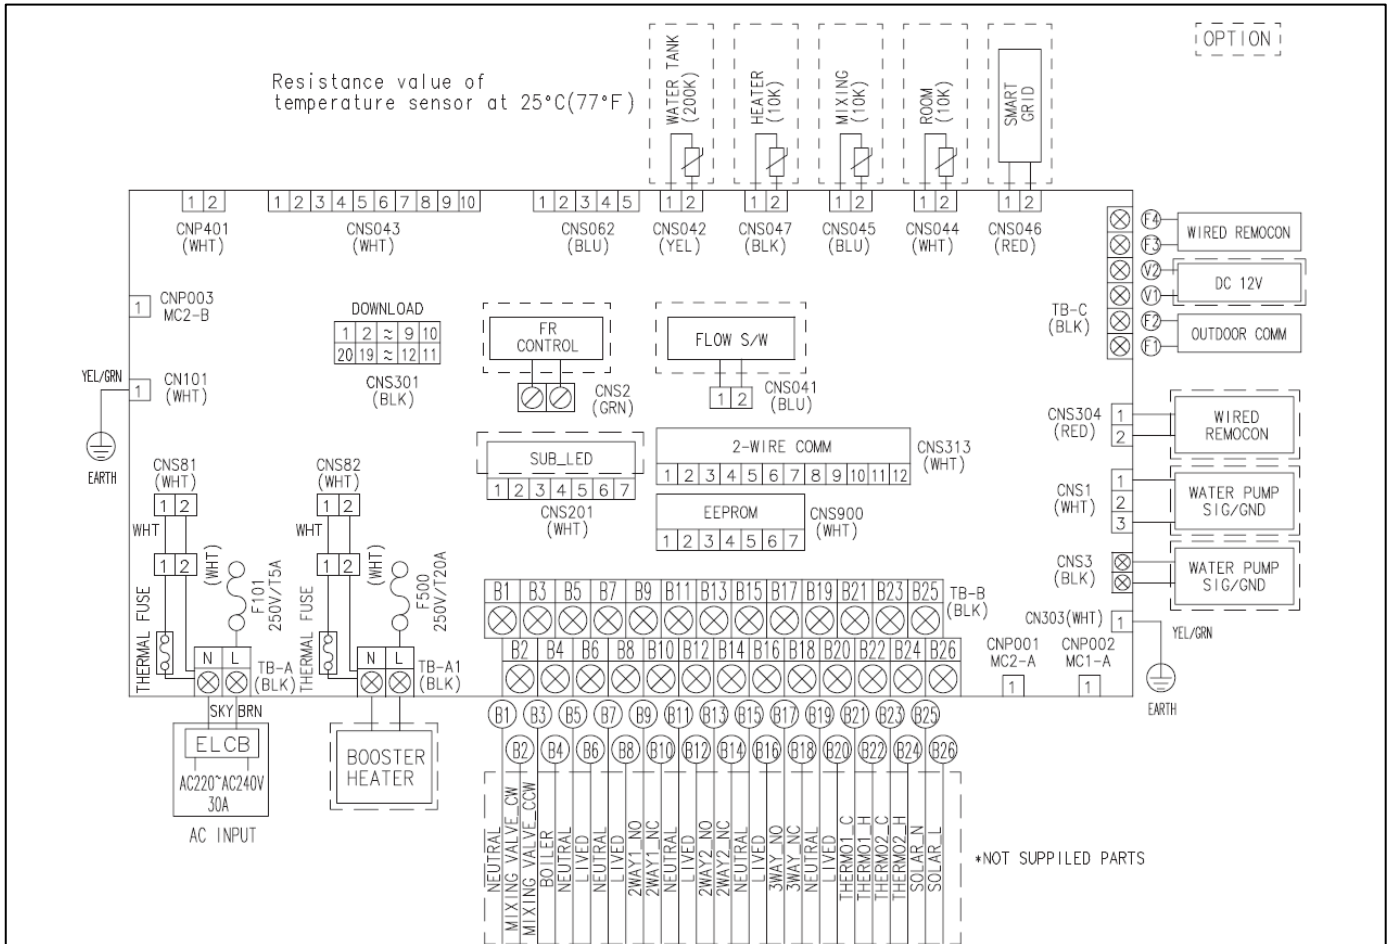 OPTION
Resistance value of
temperature sensor at 25°C(77°F)
WATER TANK
(200K)
HEATER
(10K)
MIXING
(10K)
ROOM
(10K)
SMART
GRID
1 2
1 2 3 4 5 6 7 8 9 10
1 2 3 4 5
1 2
1 2
1 2
1 2
1 2
CNP401
(WHT)
CNS043
(WHT)
CNS062
(BLU)
CNS042
(YEL)
CNS047
(BLK)
CNS045
(BLU)
CNS044
(WHT)
CNS046
(RED)
F4
F3
WIRED REMOCON
V2
V1
DC 12V
F2
F1
OUTDOOR COMM
TB-C
(BLK)
1
CNP003
MC2-B
DOWNLOAD
1 2 ≈ 9 10
20 19 ≈ 12 11
CNS301
(BLK)
FR
CONTROL
CNS2
(GRN)
FLOW S/W
1 2
CNS041
(BLU)
YEL/GRN
1
CN101
(WHT)
EARTH
CNS304
(RED)
1
2
WIRED
REMOCON
SUB_LED
1 2 3 4 5 6 7
CNS201
(WHT)
2-WIRE COMM
1 2 3 4 5 6 7 8 9 10 11 12
CNS313
(WHT)
EEPROM
1 2 3 4 5 6 7
CNS900
(WHT)
CNS1
(WHT)
1
2
3
WATER PUMP
SIG/GND
CNS3
(BLK)
WATER PUMP
SIG/GND
CN303(WHT)
1
YEL/GRN
EARTH
CNP001
MC2-A
1
CNP002
MC1-A
1
CNS81
(WHT)
1 2
WHT
1 2
(WHT)
THERMAL FUSE
F101
250V/T5A
N L
TB-A
(BLK)
SKY BRN
ELCB
AC220~AC240V
30A
AC INPUT
CNS82
(WHT)
1 2
WHT
1 2
(WHT)
THERMAL FUSE
F500
250V/T20A
N L
TB-A1
(BLK)
BOOSTER
HEATER
B1 B3 B5 B7 B9 B11 B13 B15 B17 B19 B21 B23 B25
TB-B
(BLK)
B2 B4 B6 B8 B10 B12 B14 B16 B18 B20 B22 B24 B26
B1 B3 B5 B7 B9 B11 B13 B15 B17 B19 B21 B23 B25
B2 B4 B6 B8 B10 B12 B14 B16 B18 B20 B22 B24 B26
NEUTRAL
MIXING VALVE_CW
MIXING VALVE_CCW
BOILER
NEUTRAL
LIVED
NEUTRAL
LIVED
2WAY1_NO
2WAY1_NC
NEUTRAL
LIVED
2WAY2_NO
2WAY2_NC
NEUTRAL
LIVED
3WAY_NO
3WAY_NC
NEUTRAL
LIVED
THERMO1_C
THERMO1_H
THERMO2_C
THERMO2_H
SOLAR_N
SOLAR_L
*NOT SUPPILED PARTS